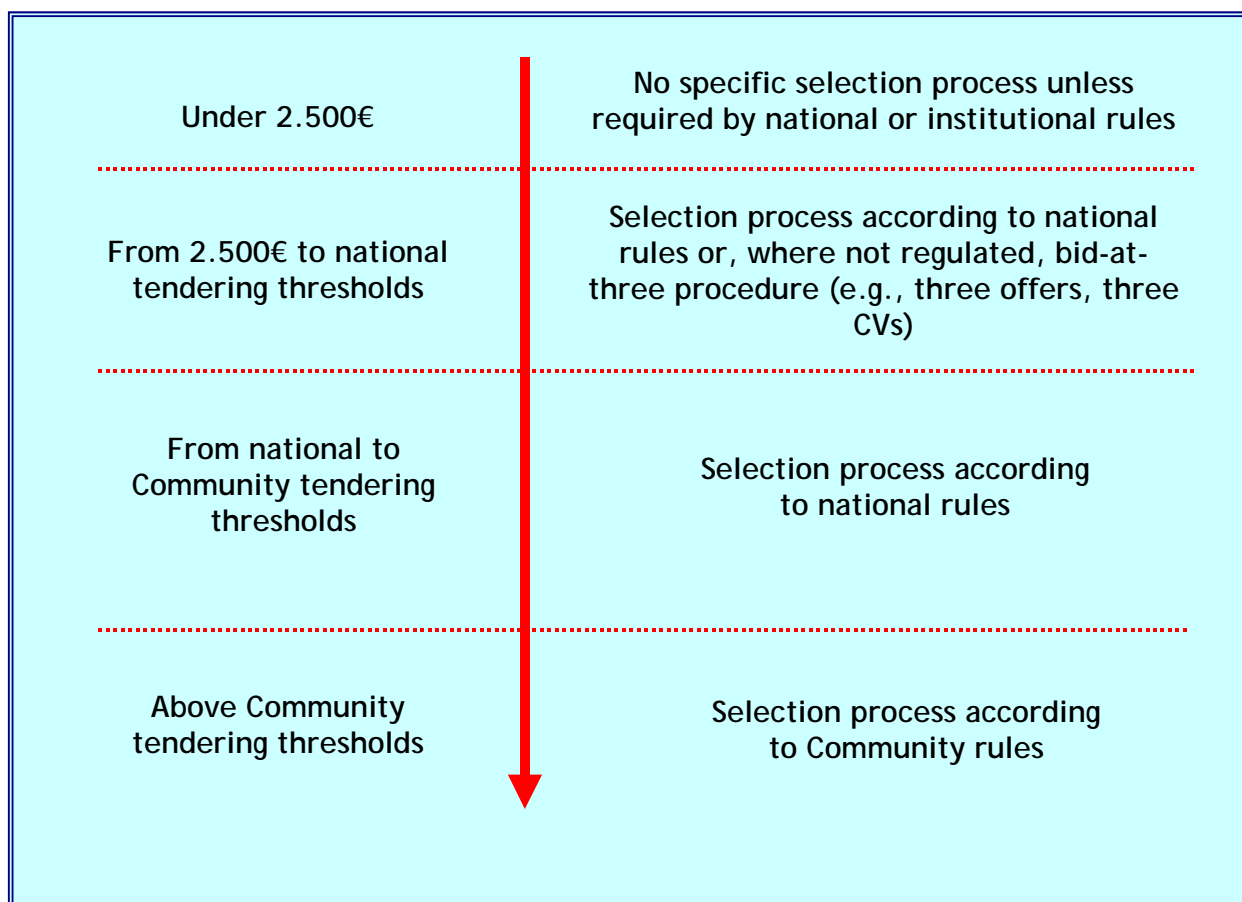 Under 2.500€
No specific selection process unless
required by national or institutional rules
From 2.500€ to national
tendering thresholds
Selection process according to national
rules or, where not regulated, bid-at-
three procedure (e.g., three offers, three
CVs)
From national to
Community tendering
thresholds
Selection process according
to national rules
Above Community
tendering thresholds
Selection process according
to Community rules